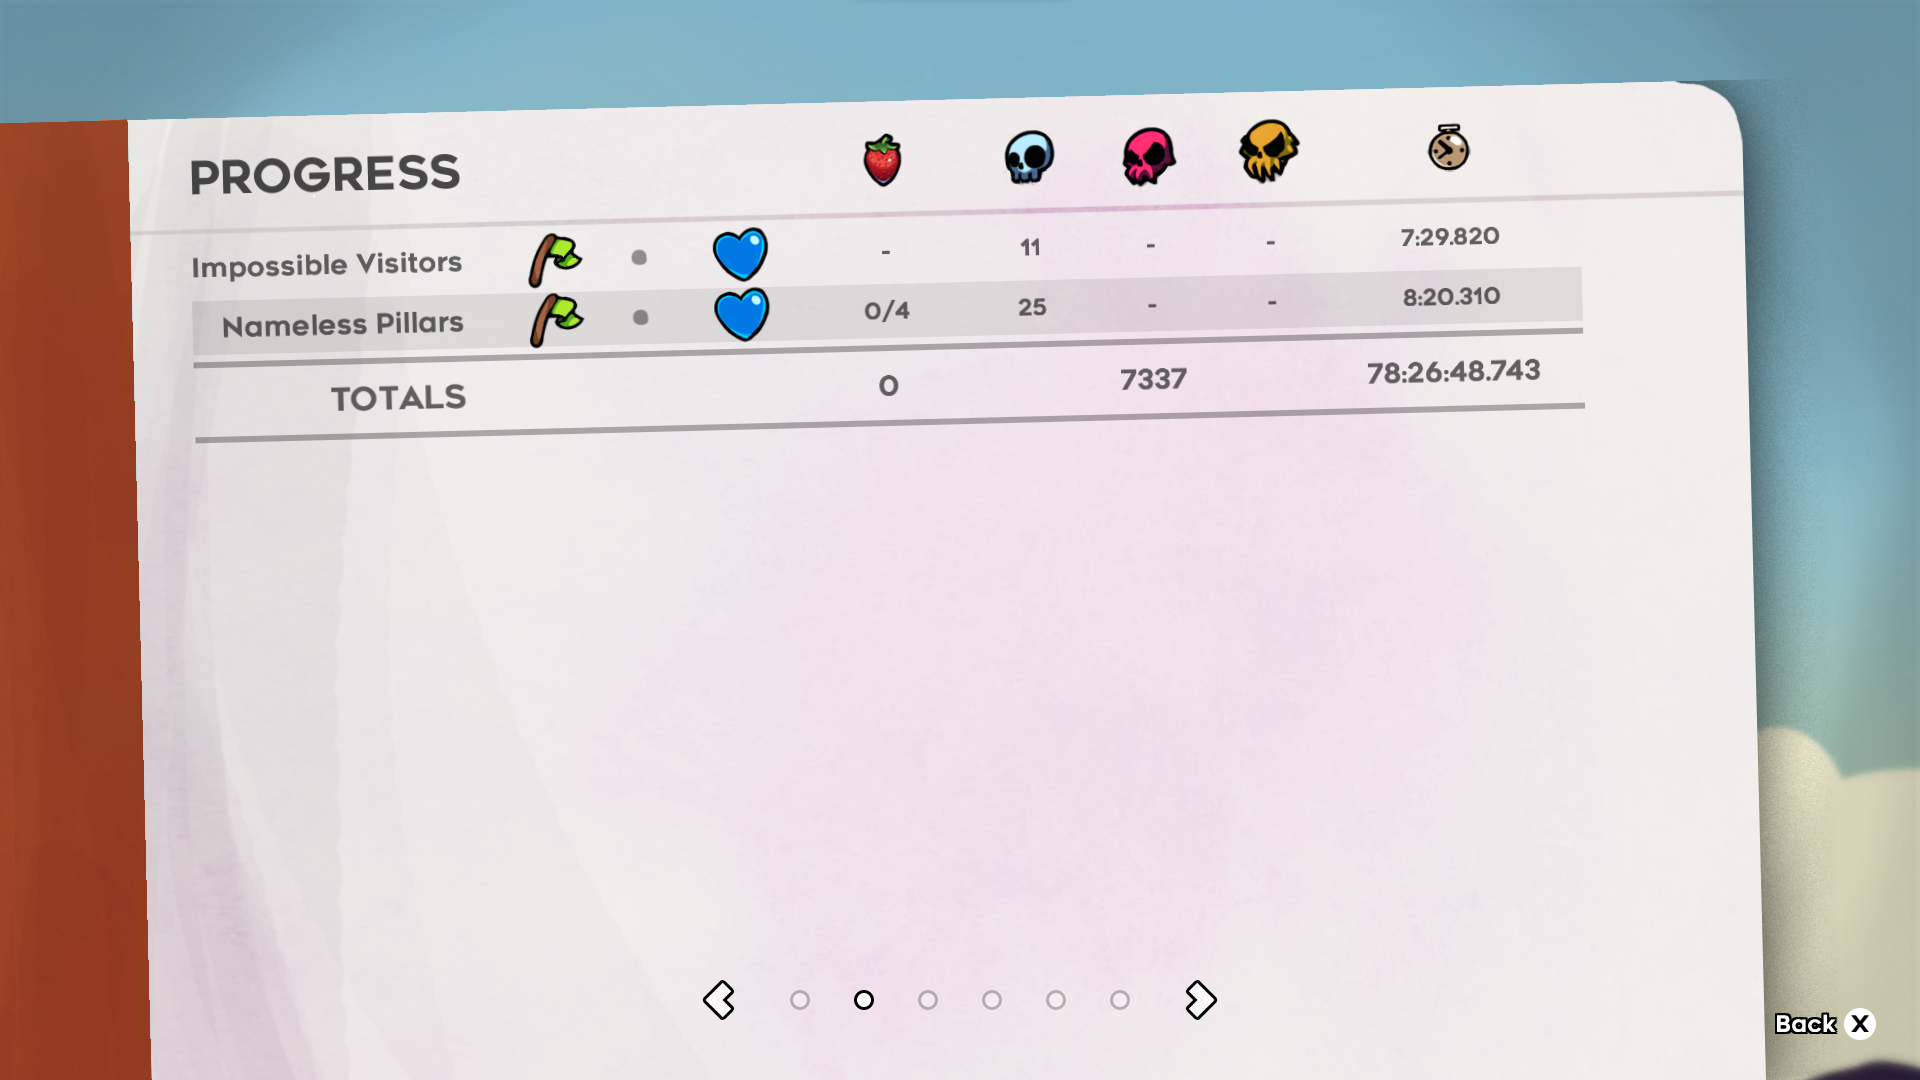 PROGRESS
Impossible Visitors - 11 - - 7:29.820
Nameless Pillars 0/4 25 - - 8:20.310
TOTALS 0 7337 78:26:48.743
Back X